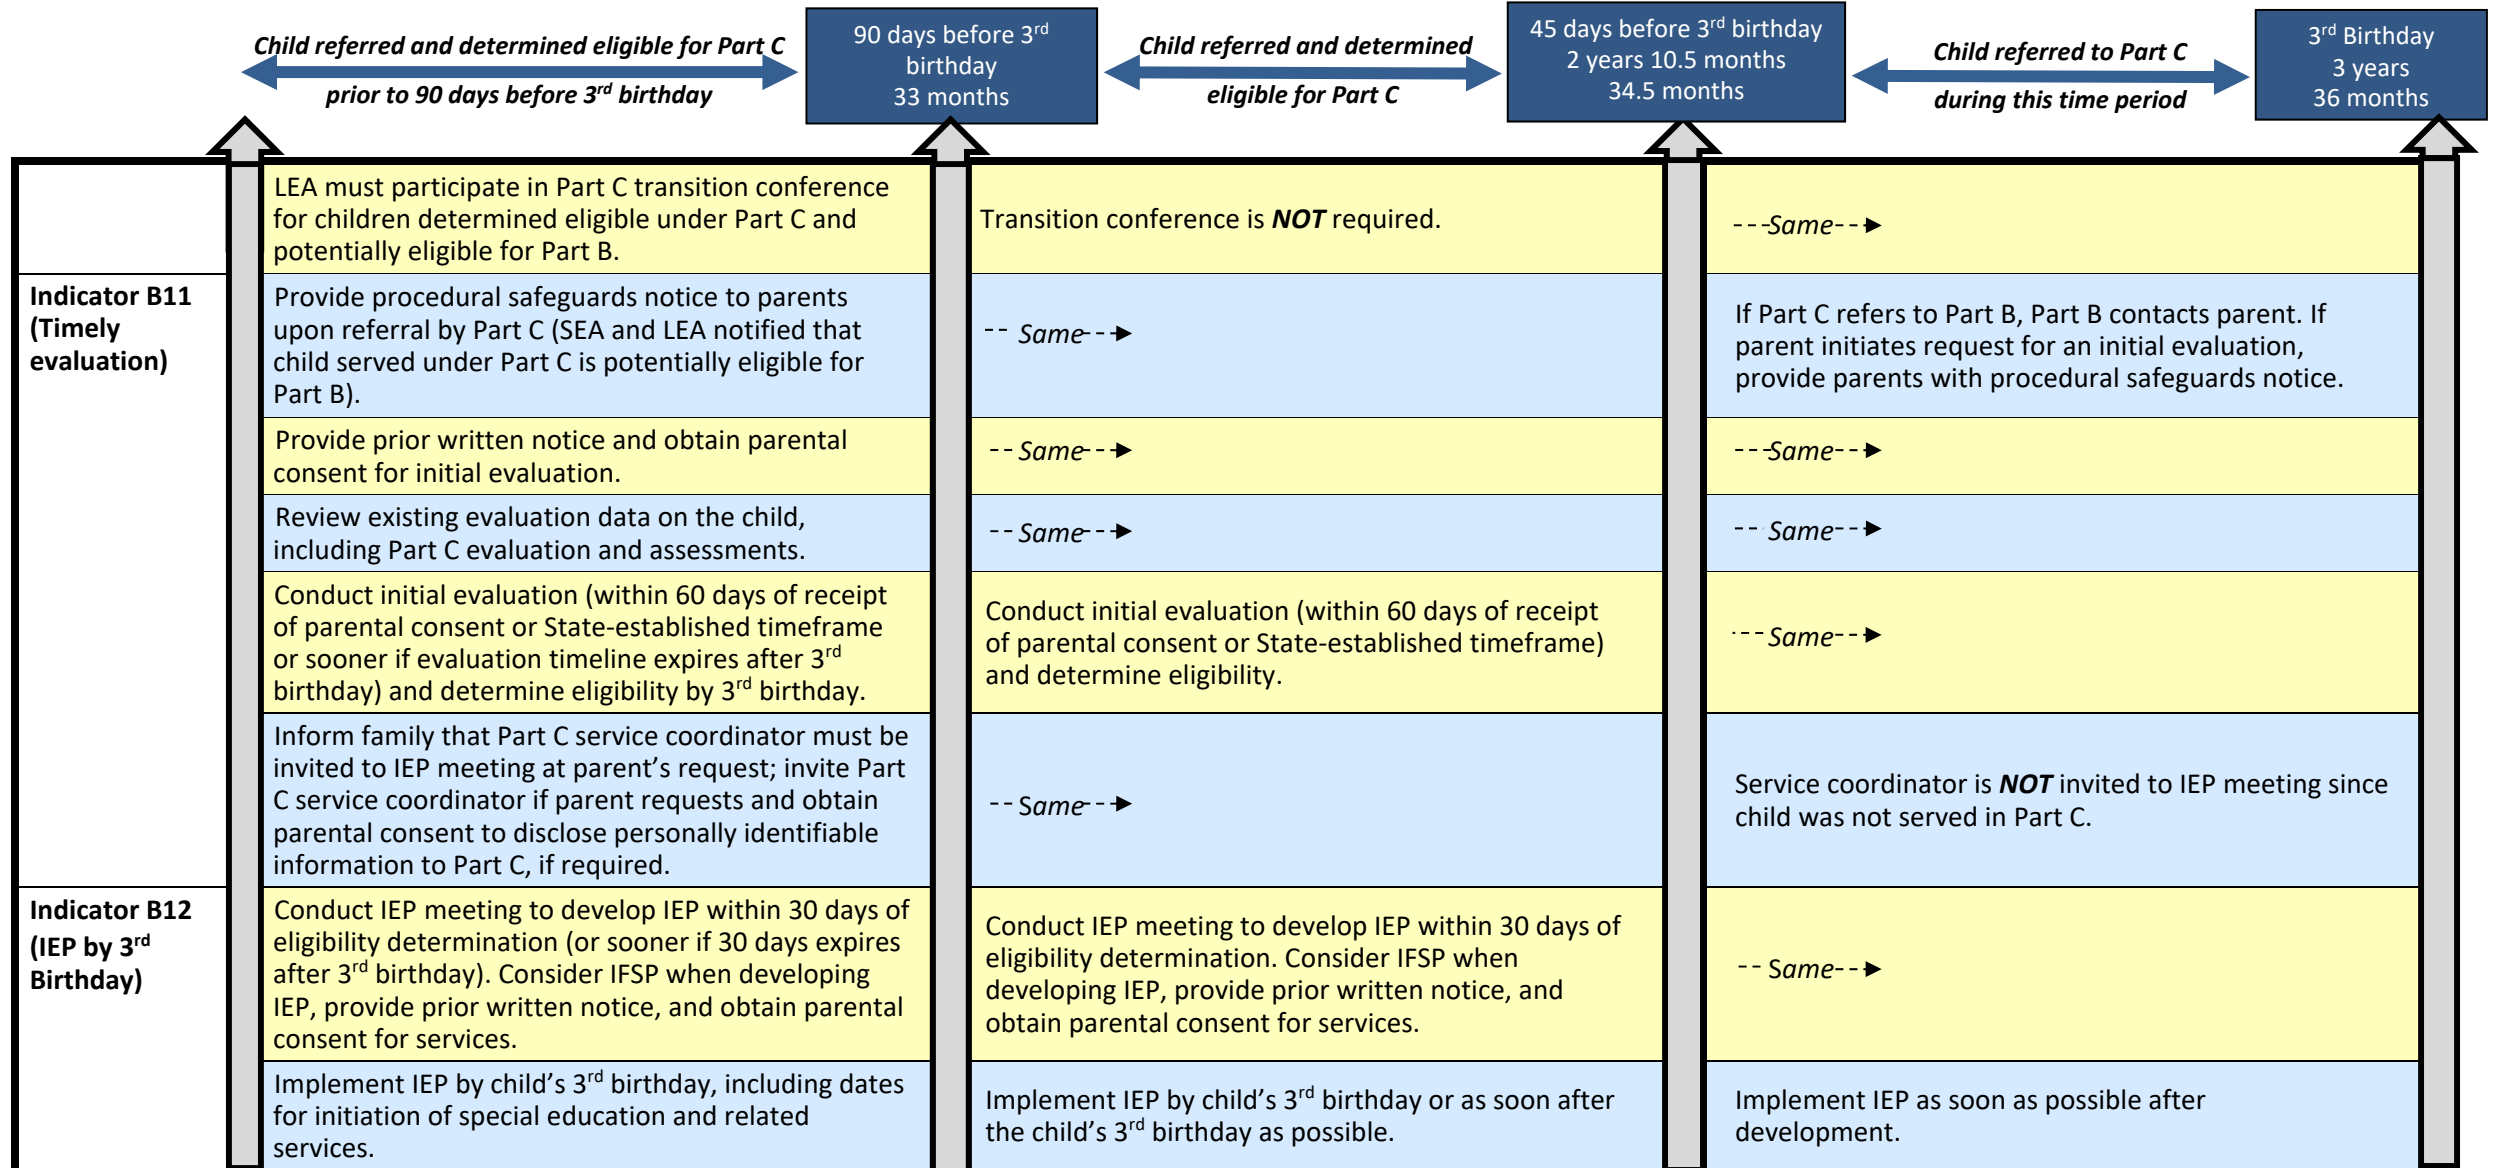 Child referred and determined eligible for Part C
prior to 90 days before 3rd birthday
90 days before 3rd
birthday
33 months
Child referred and determined
eligible for Part C
45 days before 3rd birthday
2 years 10.5 months
34.5 months
Child referred to Part C
during this time period
3rd Birthday
3 years
36 months
LEA must participate in Part C transition conference
for children determined eligible under Part C and
potentially eligible for Part B.
Transition conference is NOT required.
---Same--
Indicator B11
(Timely
evaluation)
Provide procedural safeguards notice to parents
upon referral by Part C (SEA and LEA notified that
child served under Part C is potentially eligible for
Part B).
-- Same--
If Part C refers to Part B, Part B contacts parent. If
parent initiates request for an initial evaluation,
provide parents with procedural safeguards notice.
Provide prior written notice and obtain parental
consent for initial evaluation.
-- Same--
---Same--
Review existing evaluation data on the child,
including Part C evaluation and assessments.
-- Same--
-- Same--
Conduct initial evaluation (within 60 days of receipt
of parental consent or State-established timeframe
or sooner if evaluation timeline expires after 3rd
birthday) and determine eligibility by 3rd birthday.
Conduct initial evaluation (within 60 days of receipt
of parental consent or State-established timeframe)
and determine eligibility.
--- Same--
Inform family that Part C service coordinator must be
invited to IEP meeting at parent’s request; invite Part
C service coordinator if parent requests and obtain
parental consent to disclose personally identifiable
information to Part C, if required.
-- Same--
Service coordinator is NOT invited to IEP meeting since
child was not served in Part C.
Indicator B12
(IEP by 3rd
Birthday)
Conduct IEP meeting to develop IEP within 30 days of
eligibility determination (or sooner if 30 days expires
after 3rd birthday). Consider IFSP when developing
IEP, provide prior written notice, and obtain parental
consent for services.
Conduct IEP meeting to develop IEP within 30 days of
eligibility determination. Consider IFSP when
developing IEP, provide prior written notice, and
obtain parental consent for services.
-- Same--
Implement IEP by child’s 3rd birthday, including dates
for initiation of special education and related
services.
Implement IEP by child’s 3rd birthday or as soon after
the child’s 3rd birthday as possible.
Implement IEP as soon as possible after
development.